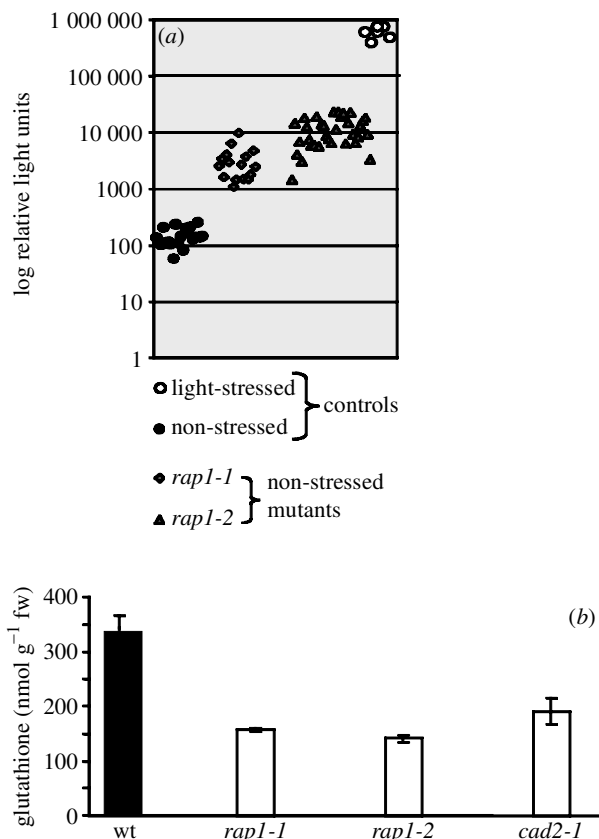 (a)
log relative light units
1 000 000
100 000
10 000
1000
100
10
1
light-stressed
non-stressed
controls
rap1-1
rap1-2
non-stressed
mutants
(b)
glutathione (nmol g⁻¹ fw)
400
300
200
100
0
wt
rap1-1
rap1-2
cad2-1